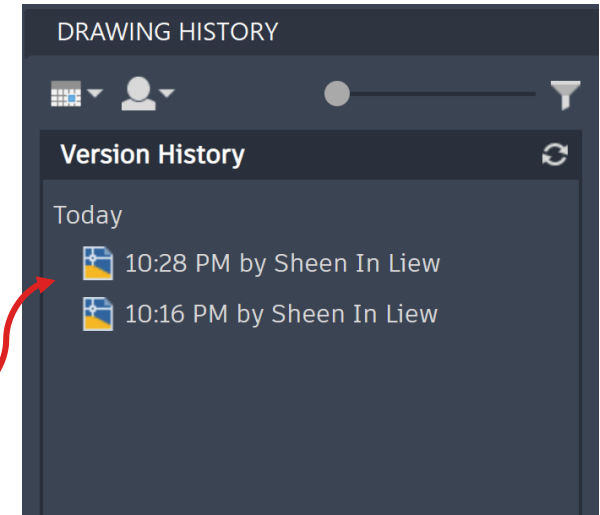 DRAWING HISTORY
Version History
Today
10:28 PM by Sheen In Liew
10:16 PM by Sheen In Liew